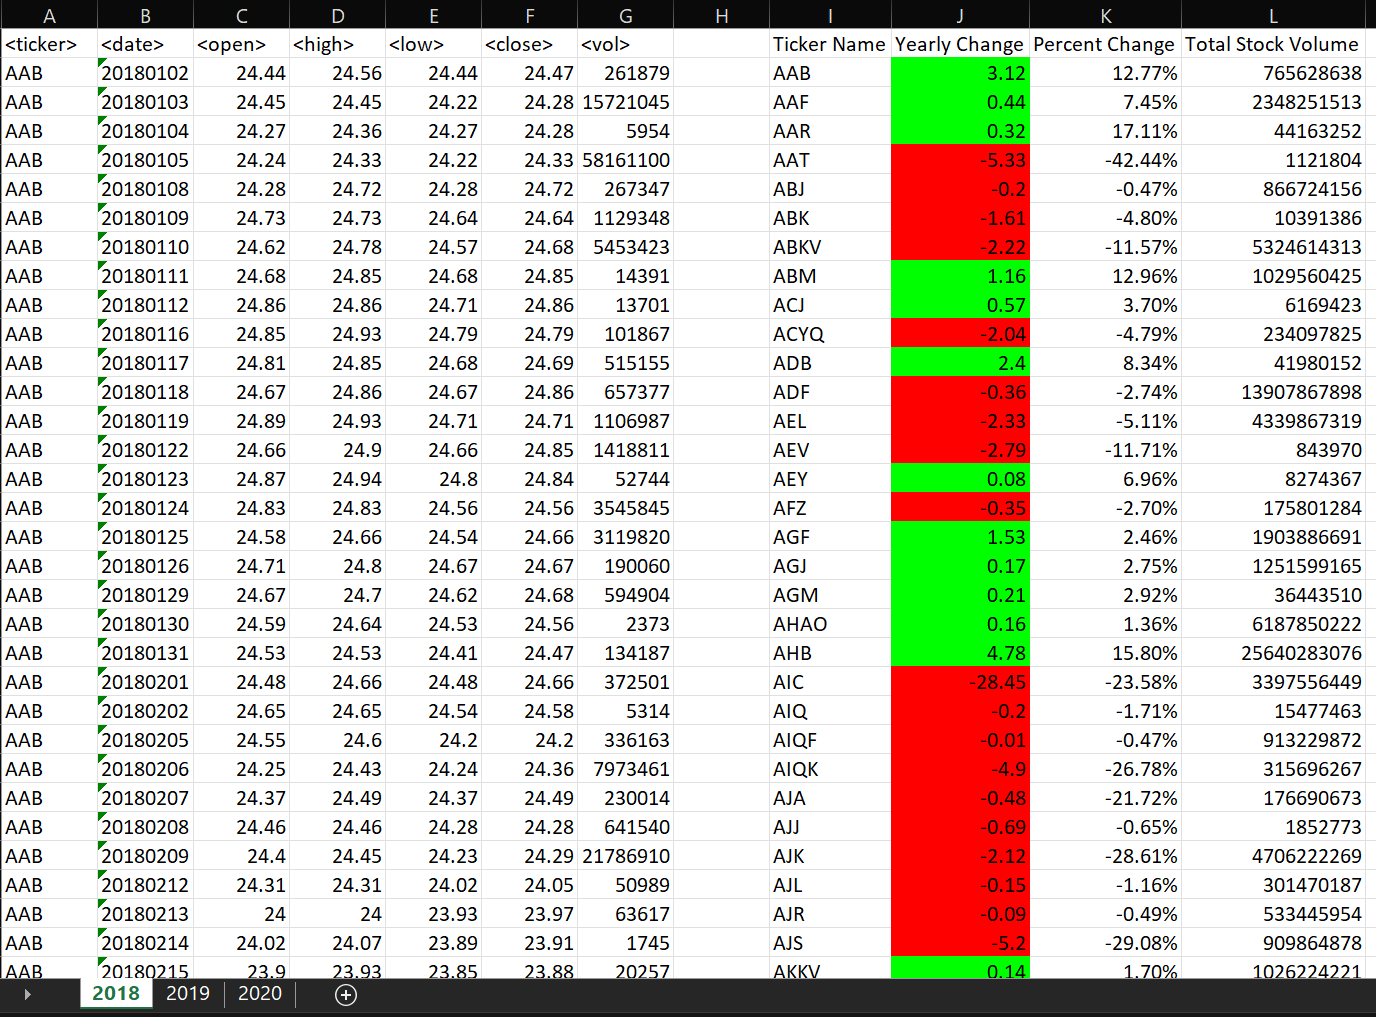 A B C D E F G H I J K L
<ticker> <date> <open> <high> <low> <close> <vol> Ticker Name Yearly Change Percent Change Total Stock Volume
AAB 20180102 24.44 24.56 24.44 24.47 261879 AAB 3.12 12.77% 765628638
AAB 20180103 24.45 24.45 24.22 24.28 15721045 AAF 0.44 7.45% 2348251513
AAB 20180104 24.27 24.36 24.27 24.28 5954 AAR 0.32 17.11% 44163252
AAB 20180105 24.24 24.33 24.22 24.33 58161100 AAT -5.33 -42.44% 1121804
AAB 20180108 24.28 24.72 24.28 24.72 267347 ABJ -0.2 -0.47% 866724156
AAB 20180109 24.73 24.73 24.64 24.64 1129348 ABK -1.61 -4.80% 10391386
AAB 20180110 24.62 24.78 24.57 24.68 5453423 ABKV -2.22 -11.57% 5324614313
AAB 20180111 24.68 24.85 24.68 24.85 14391 ABM 1.16 12.96% 1029560425
AAB 20180112 24.86 24.86 24.71 24.86 13701 ACJ 0.57 3.70% 6169423
AAB 20180116 24.85 24.93 24.79 24.79 101867 ACYQ -2.04 -4.79% 234097825
AAB 20180117 24.81 24.85 24.68 24.69 515155 ADB 2.4 8.34% 41980152
AAB 20180118 24.67 24.86 24.67 24.86 657377 ADF -0.36 -2.74% 13907867898
AAB 20180119 24.89 24.93 24.71 24.71 1106987 AEL -2.33 -5.11% 4339867319
AAB 20180122 24.66 24.9 24.66 24.85 1418811 AEV -2.79 -11.71% 843970
AAB 20180123 24.87 24.94 24.8 24.84 52744 AEY 0.08 6.96% 8274367
AAB 20180124 24.83 24.83 24.56 24.56 3545845 AFZ -0.35 -2.70% 175801284
AAB 20180125 24.58 24.66 24.54 24.66 3119820 AGF 1.53 2.46% 1903886691
AAB 20180126 24.71 24.8 24.67 24.67 190060 AGJ 0.17 2.75% 1251599165
AAB 20180129 24.67 24.7 24.62 24.68 594904 AGM 0.21 2.92% 36443510
AAB 20180130 24.59 24.64 24.53 24.56 2373 AHAO 0.16 1.36% 6187850222
AAB 20180131 24.53 24.53 24.41 24.47 134187 AHB 4.78 15.80% 25640283076
AAB 20180201 24.48 24.66 24.48 24.66 372501 AIC -28.45 -23.58% 3397556449
AAB 20180202 24.65 24.65 24.54 24.58 5314 AIQ -0.2 -1.71% 15477463
AAB 20180205 24.55 24.6 24.2 24.2 336163 AIQF -0.01 -0.47% 913229872
AAB 20180206 24.25 24.43 24.24 24.36 7973461 AIQK -4.9 -26.78% 315696267
AAB 20180207 24.37 24.49 24.37 24.49 230014 AJA -0.48 -21.72% 176690673
AAB 20180208 24.46 24.46 24.28 24.28 641540 AJJ -0.69 -0.65% 1852773
AAB 20180209 24.4 24.45 24.23 24.29 21786910 AJK -2.12 -28.61% 4706222269
AAB 20180212 24.31 24.31 24.02 24.05 50989 AJL -0.15 -1.16% 301470187
AAB 20180213 24 24 23.93 23.97 63617 AJR -0.09 -0.49% 533445954
AAB 20180214 24.02 24.07 23.89 23.91 1745 AJS -5.2 -29.08% 909864878
AAB 20180215 23.9 23.93 23.85 23.88 20257 AKKV 0.14 1.70% 1026224221
2018 2019 2020